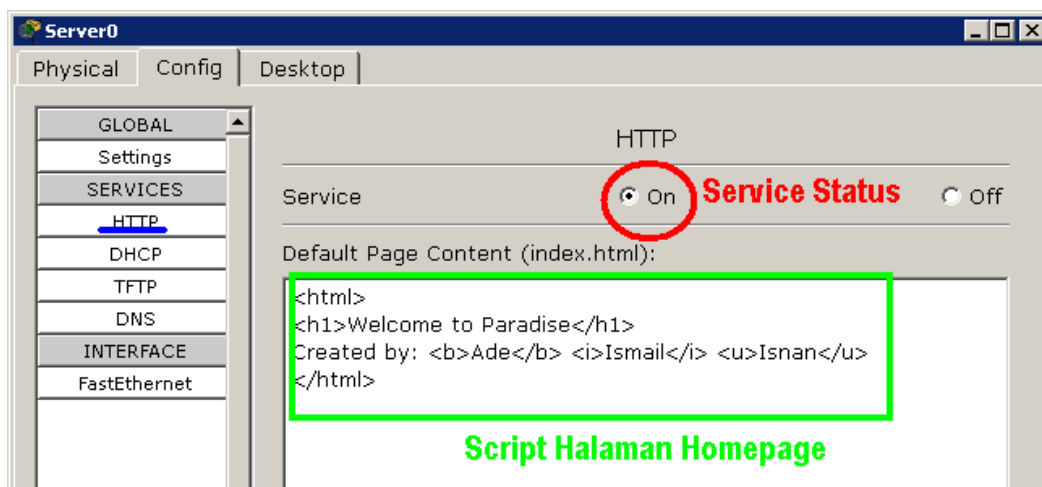 Server0
Physical Config Desktop
GLOBAL
Settings
SERVICES
HTTP
DHCP
TFTP
DNS
INTERFACE
FastEthernet
HTTP
Service On Service Status Off
Default Page Content (index.html):
<html>
<h1>Welcome to Paradise</h1>
Created by: <b>Ade</b> <i>Ismail</i> <u>Isnan</u>
</html>
Script Halaman Homepage